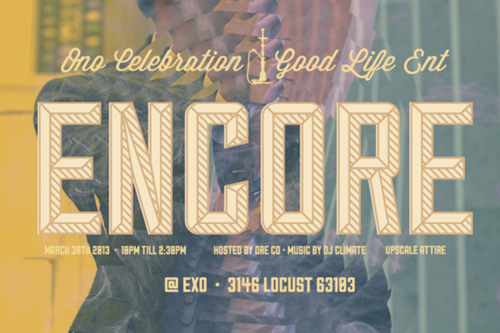 Ono Celebration Good Life Ent
ENCORE
MARCH 30TH 2013 - 10PM TILL 2:30PM HOSTED BY DRE CO • MUSIC BY DJ CLIMATE UPSCALE ATTIRE
@ EXO • 3146 LOCUST 63103